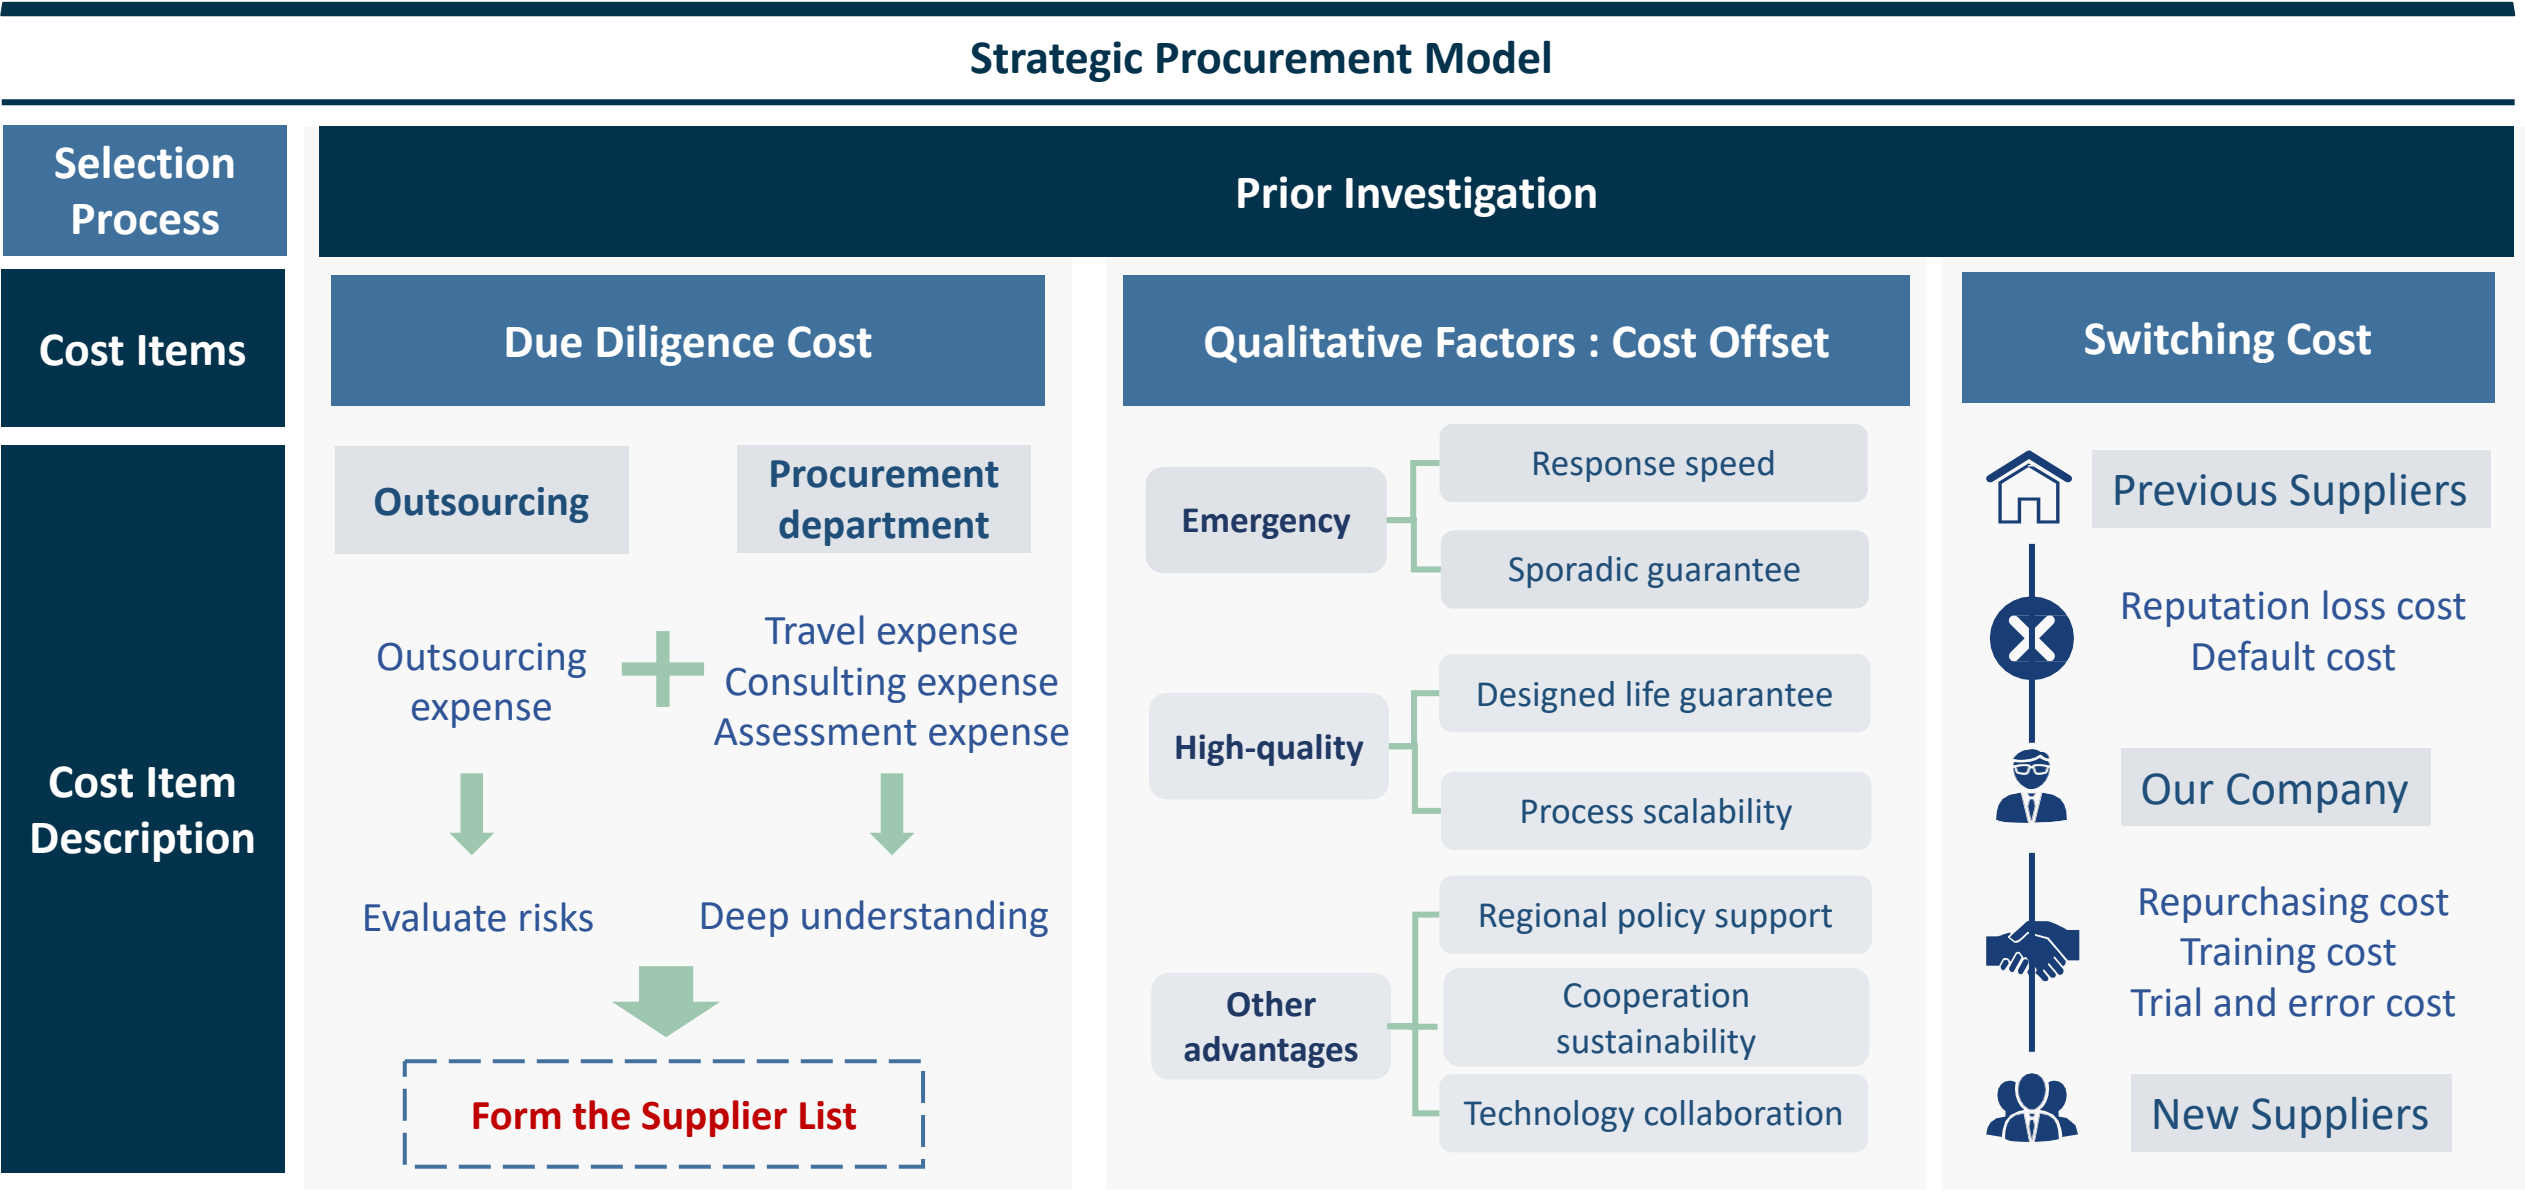 Strategic Procurement Model
Selection
Process
Prior Investigation
Cost Items
Due Diligence Cost
Qualitative Factors : Cost Offset
Switching Cost
Cost Item
Description
Outsourcing
Procurement
department
Outsourcing
expense
Travel expense
Consulting expense
Assessment expense
Evaluate risks
Deep understanding
Form the Supplier List
Emergency
Response speed
Sporadic guarantee
High-quality
Designed life guarantee
Process scalability
Other
advantages
Regional policy support
Cooperation
sustainability
Technology collaboration
Previous Suppliers
Reputation loss cost
Default cost
Our Company
Repurchasing cost
Training cost
Trial and error cost
New Suppliers